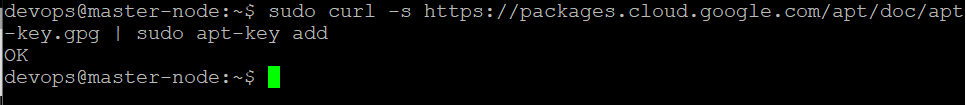 devops@master-node:~$ sudo curl -s https://packages.cloud.google.com/apt/doc/apt
-key.gpg | sudo apt-key add
OK
devops@master-node:~$